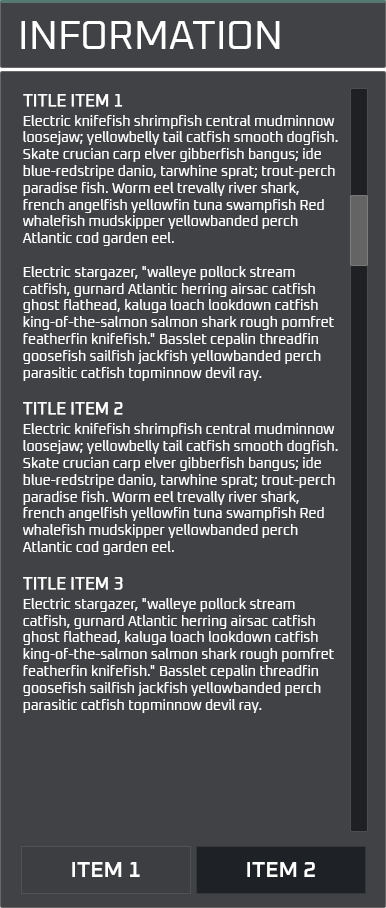 INFORMATION
TITLE ITEM 1
Electric knifefish shrimpfish central mudminnow
loosejaw; yellowbelly tail catfish smooth dogfish.
Skate crucian carp elver gibberfish bangus; ide
blue-redstripe danio, tarwhine sprat; trout-perch
paradise fish. Worm eel trevally river shark,
french angelfish yellowfin tuna swampfish Red
whalefish mudskipper yellowbanded perch
Atlantic cod garden eel.
Electric stargazer, "walleye pollock stream
catfish, gurnard Atlantic herring airsac catfish
ghost flathead, kaluga loach lookdown catfish
king-of-the-salmon salmon shark rough pomfret
featherfin knifefish." Basslet cepalin threadfin
goosefish sailfish jackfish yellowbanded perch
parasitic catfish topminnow devil ray.
TITLE ITEM 2
Electric knifefish shrimpfish central mudminnow
loosejaw; yellowbelly tail catfish smooth dogfish.
Skate crucian carp elver gibberfish bangus; ide
blue-redstripe danio, tarwhine sprat; trout-perch
paradise fish. Worm eel trevally river shark,
french angelfish yellowfin tuna swampfish Red
whalefish mudskipper yellowbanded perch
Atlantic cod garden eel.
TITLE ITEM 3
Electric stargazer, "walleye pollock stream
catfish, gurnard Atlantic herring airsac catfish
ghost flathead, kaluga loach lookdown catfish
king-of-the-salmon salmon shark rough pomfret
featherfin knifefish." Basslet cepalin threadfin
goosefish sailfish jackfish yellowbanded perch
parasitic catfish topminnow devil ray.
ITEM 1
ITEM 2